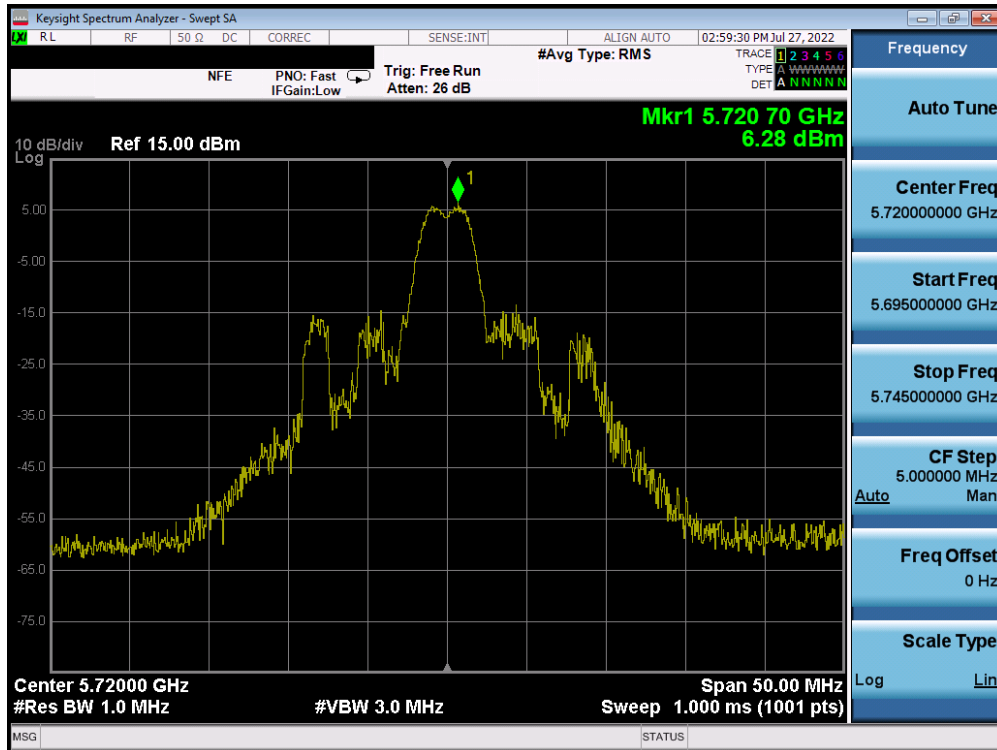 Keysight Spectrum Analyzer - Swept SA
LXI RL RF 50 Ω DC CORREC SENSE:INT ALIGN AUTO 02:59:30 PM Jul 27, 2022
#Avg Type: RMS TRACE 1 2 3 4 5 6
NFE PNO: Fast Trig: Free Run TYPE A WWWWW
IFGain:Low Atten: 26 dB DET A N N N N N
Mkr1 5.720 70 GHz
6.28 dBm
10 dB/div Ref 15.00 dBm
Log
1
5.00
-5.00
-15.0
-25.0
-35.0
-45.0
-55.0
-65.0
-75.0
Center 5.72000 GHz Span 50.00 MHz
#Res BW 1.0 MHz #VBW 3.0 MHz Sweep 1.000 ms (1001 pts)
MSG STATUS
Frequency
Auto Tune
Center Freq
5.720000000 GHz
Start Freq
5.695000000 GHz
Stop Freq
5.745000000 GHz
CF Step
5.000000 MHz
Auto Man
Freq Offset
0 Hz
Scale Type
Log Lin